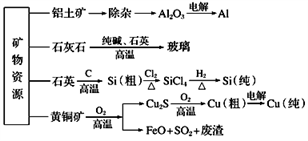 矿物资源
铝土矿 → 除杂 → Al₂O₃ 电解→ Al
石灰石 纯碱、石英 高温→ 玻璃
石英 C 高温→ Si(粗) Cl₂ △→ SiCl₄ H₂ △→ Si(纯)
黄铜矿 O₂ 高温→ Cu₂S O₂ 高温→ Cu(粗) 电解→ Cu(纯)
FeO+SO₂+废渣